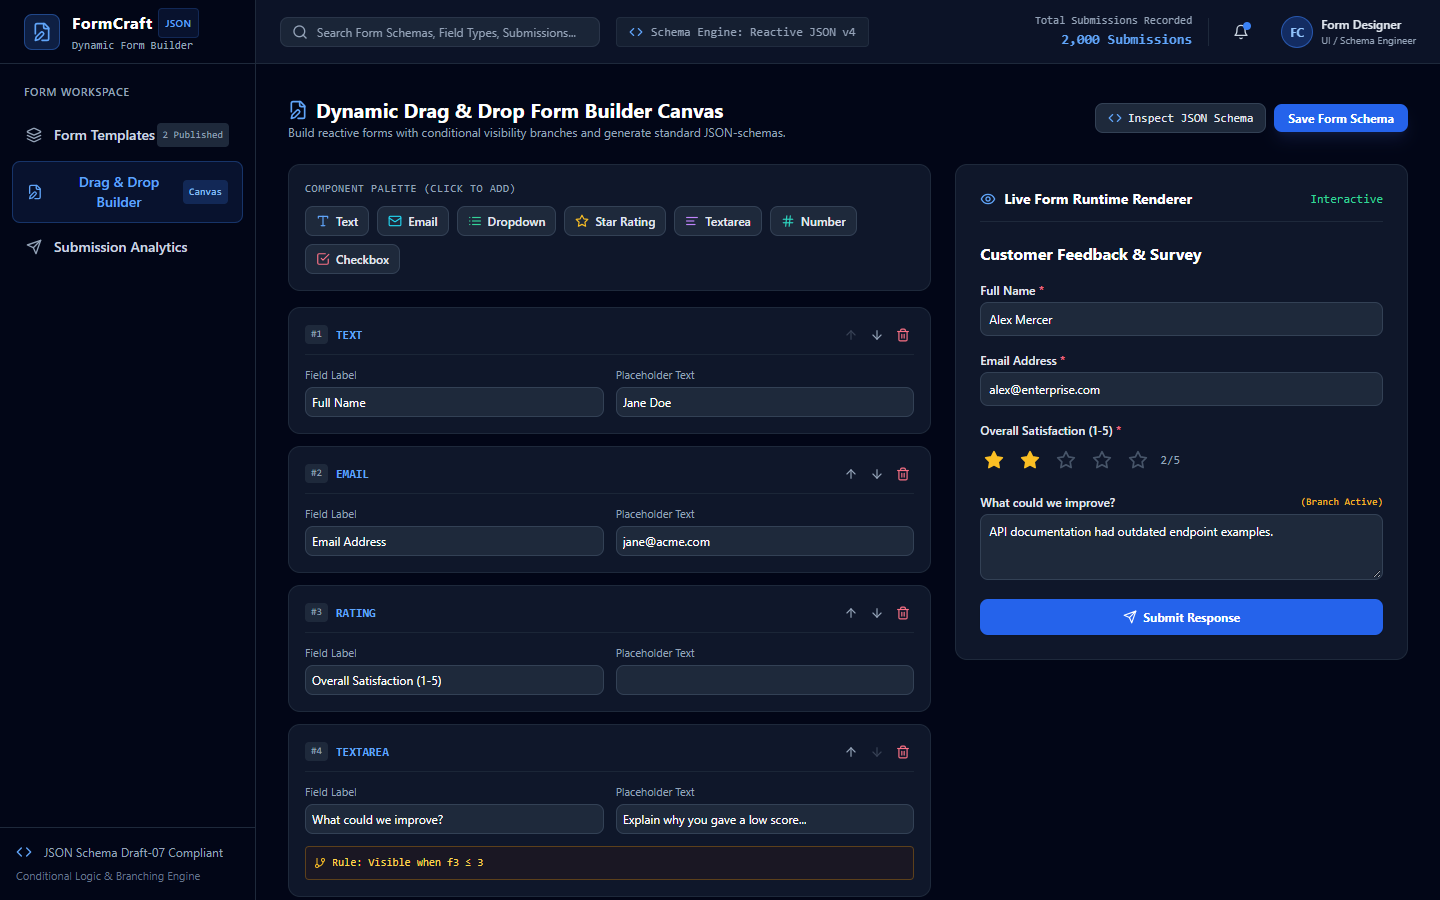 FormCraft JSON
Dynamic Form Builder
Search Form Schemas, Field Types, Submissions...
Schema Engine: Reactive JSON v4
Total Submissions Recorded
2,000 Submissions
FC
Form Designer
UI / Schema Engineer
FORM WORKSPACE
Form Templates 2 Published
Drag & Drop
Builder
Canvas
Submission Analytics
JSON Schema Draft-07 Compliant
Conditional Logic & Branching Engine
Dynamic Drag & Drop Form Builder Canvas
Build reactive forms with conditional visibility branches and generate standard JSON-schemas.
Inspect JSON Schema
Save Form Schema
COMPONENT PALETTE (CLICK TO ADD)
Text Email Dropdown Star Rating Textarea Number
Checkbox
#1 TEXT
Field Label Placeholder Text
Full Name Jane Doe
#2 EMAIL
Field Label Placeholder Text
Email Address jane@acme.com
#3 RATING
Field Label Placeholder Text
Overall Satisfaction (1-5)
#4 TEXTAREA
Field Label Placeholder Text
What could we improve? Explain why you gave a low score...
Rule: Visible when f3 ≤ 3
Live Form Runtime Renderer Interactive
Customer Feedback & Survey
Full Name *
Alex Mercer
Email Address *
alex@enterprise.com
Overall Satisfaction (1-5) *
2/5
What could we improve? (Branch Active)
API documentation had outdated endpoint examples.
Submit Response